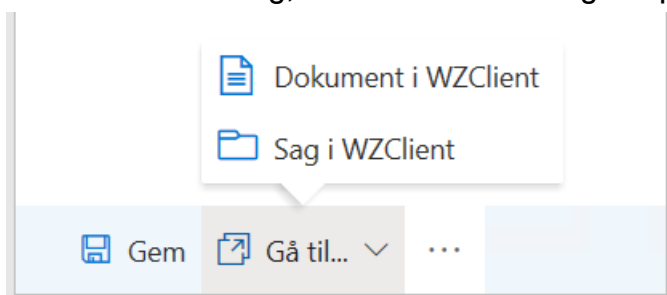 Dokument i WZClient
Sag i WZClient
Gem Gå til... ...